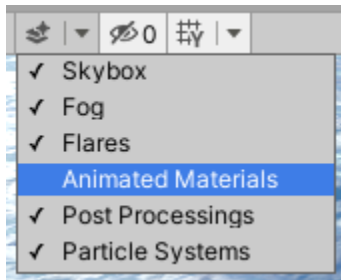 0
Skybox
Fog
Flares
Animated Materials
Post Processings
Particle Systems